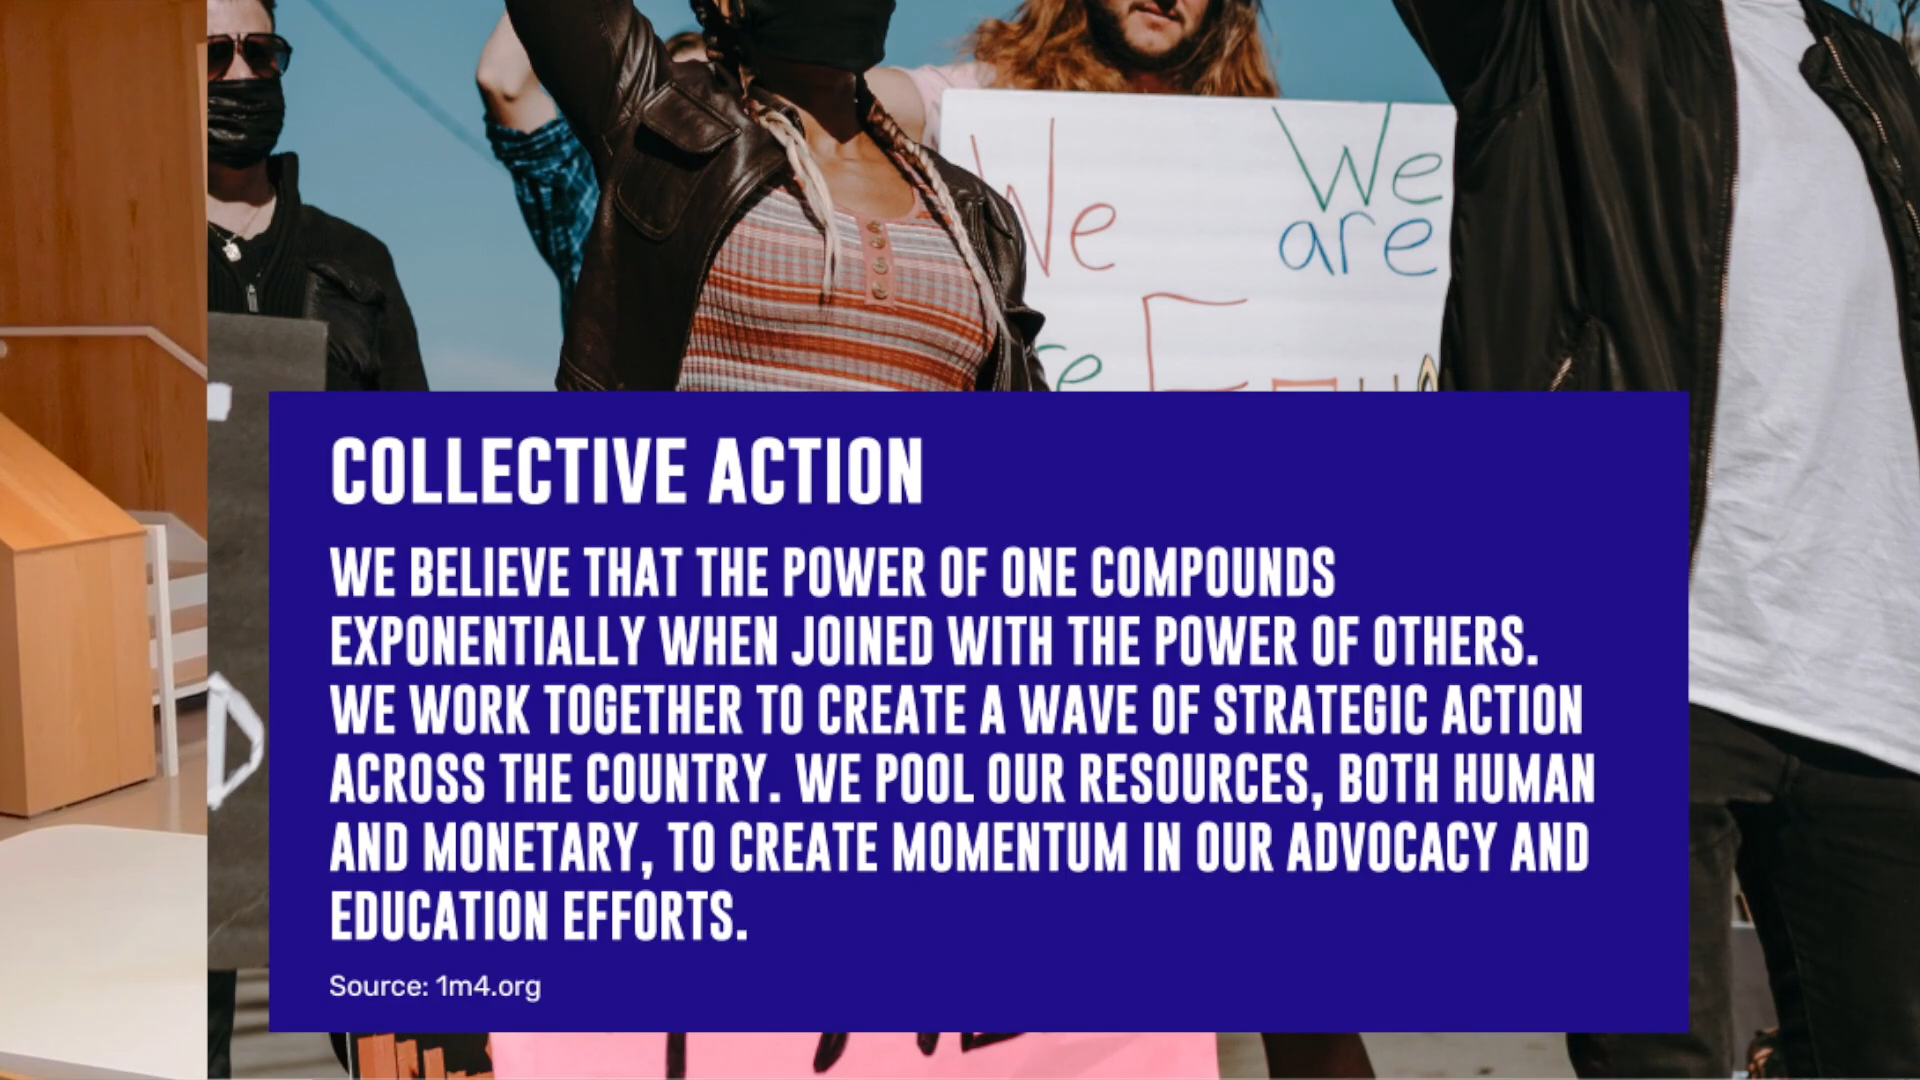 We
We
are
re
COLLECTIVE ACTION
WE BELIEVE THAT THE POWER OF ONE COMPOUNDS
EXPONENTIALLY WHEN JOINED WITH THE POWER OF OTHERS.
WE WORK TOGETHER TO CREATE A WAVE OF STRATEGIC ACTION
ACROSS THE COUNTRY. WE POOL OUR RESOURCES, BOTH HUMAN
AND MONETARY, TO CREATE MOMENTUM IN OUR ADVOCACY AND
EDUCATION EFFORTS.
Source: 1m4.org